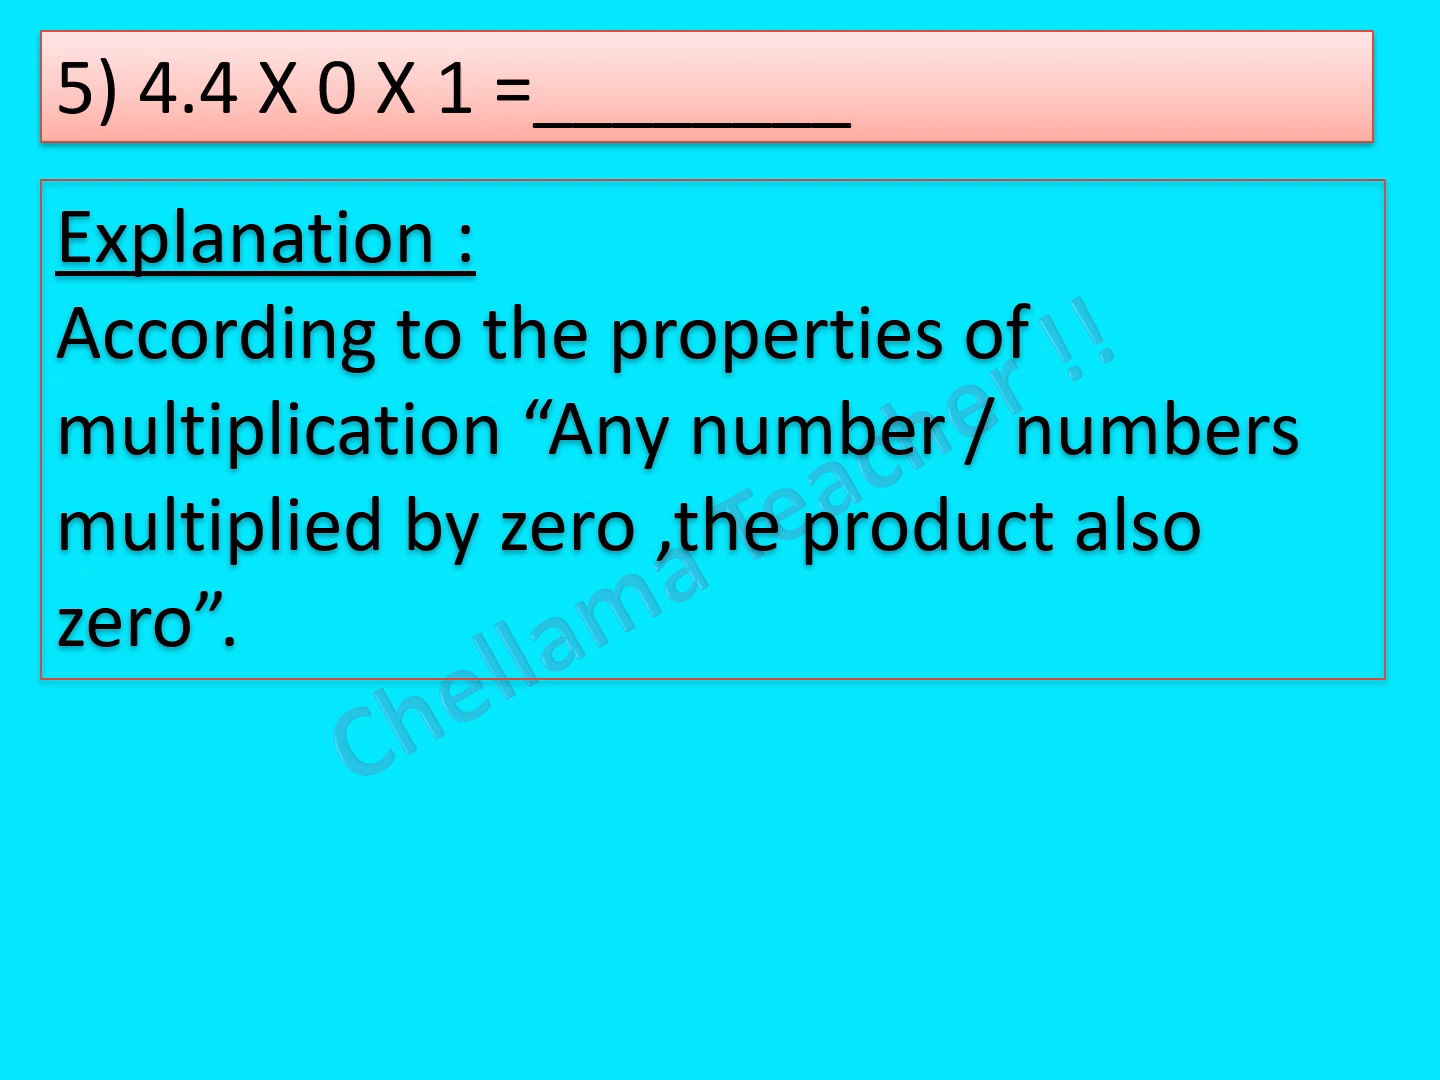 5) 4.4 X 0 X 1 =________
Explanation :
According to the properties of
multiplication “Any number / numbers
multiplied by zero ,the product also
zero”.
Chellama Teacher !!